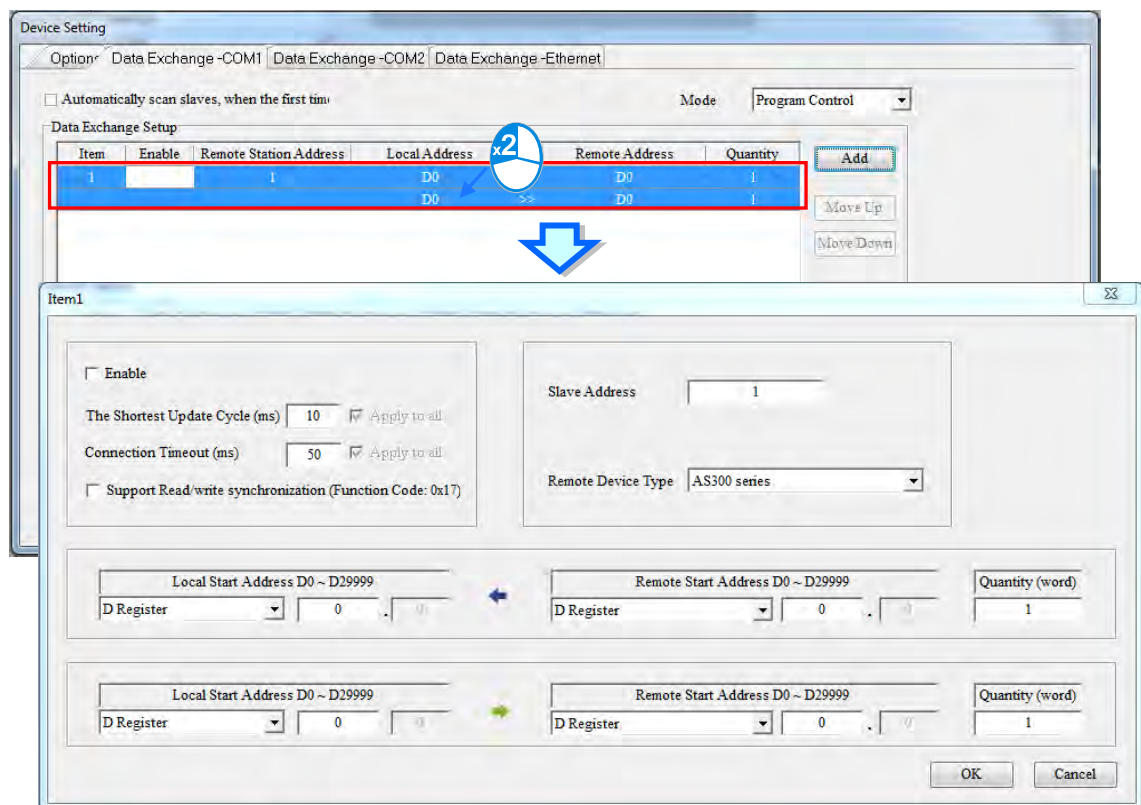 Device Setting
Options Data Exchange -COM1 Data Exchange -COM2 Data Exchange -Ethernet
Automatically scan slaves, when the first time
Mode Program Control
Data Exchange Setup
Item Enable Remote Station Address Local Address Remote Address Quantity Add
x2
1 1 D0 D0 1
D0 >> D0 1
Move Up
Move Down
Item1
Enable
Slave Address 1
The Shortest Update Cycle (ms) 10 Apply to all
Connection Timeout (ms) 50 Apply to all
Remote Device Type AS300 series
Support Read/write synchronization (Function Code: 0x17)
Local Start Address D0 ~ D29999 Remote Start Address D0 ~ D29999 Quantity (word)
D Register 0 . 0 D Register 0 . 0 1
Local Start Address D0 ~ D29999 Remote Start Address D0 ~ D29999 Quantity (word)
D Register 0 0 D Register 0 . 0 1
OK Cancel